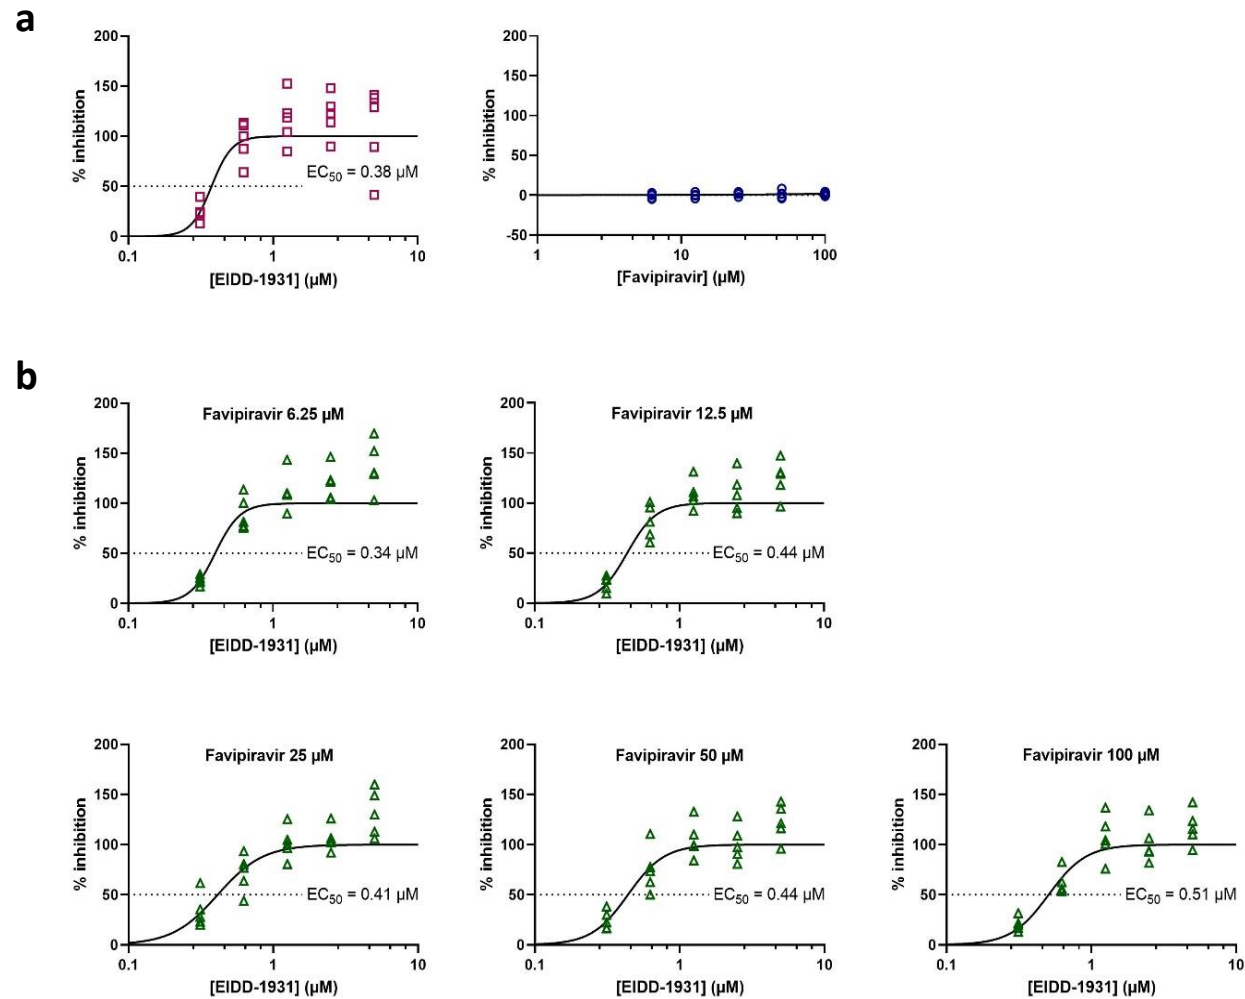 a
200
150
100
50
0
% inhibition
EC50 = 0.38 µM
0.1
1
10
[EIDD-1931] (µM)
200
150
100
50
0
-50
% inhibition
1
10
100
[Favipiravir] (µM)
b
Favipiravir 6.25 µM
200
150
100
50
0
% inhibition
EC50 = 0.34 µM
0.1
1
10
[EIDD-1931] (µM)
Favipiravir 12.5 µM
200
150
100
50
0
% inhibition
EC50 = 0.44 µM
0.1
1
10
[EIDD-1931] (µM)
Favipiravir 25 µM
200
150
100
50
0
% inhibition
EC50 = 0.41 µM
0.1
1
10
[EIDD-1931] (µM)
Favipiravir 50 µM
200
150
100
50
0
% inhibition
EC50 = 0.44 µM
0.1
1
10
[EIDD-1931] (µM)
Favipiravir 100 µM
200
150
100
50
0
% inhibition
EC50 = 0.51 µM
0.1
1
10
[EIDD-1931] (µM)